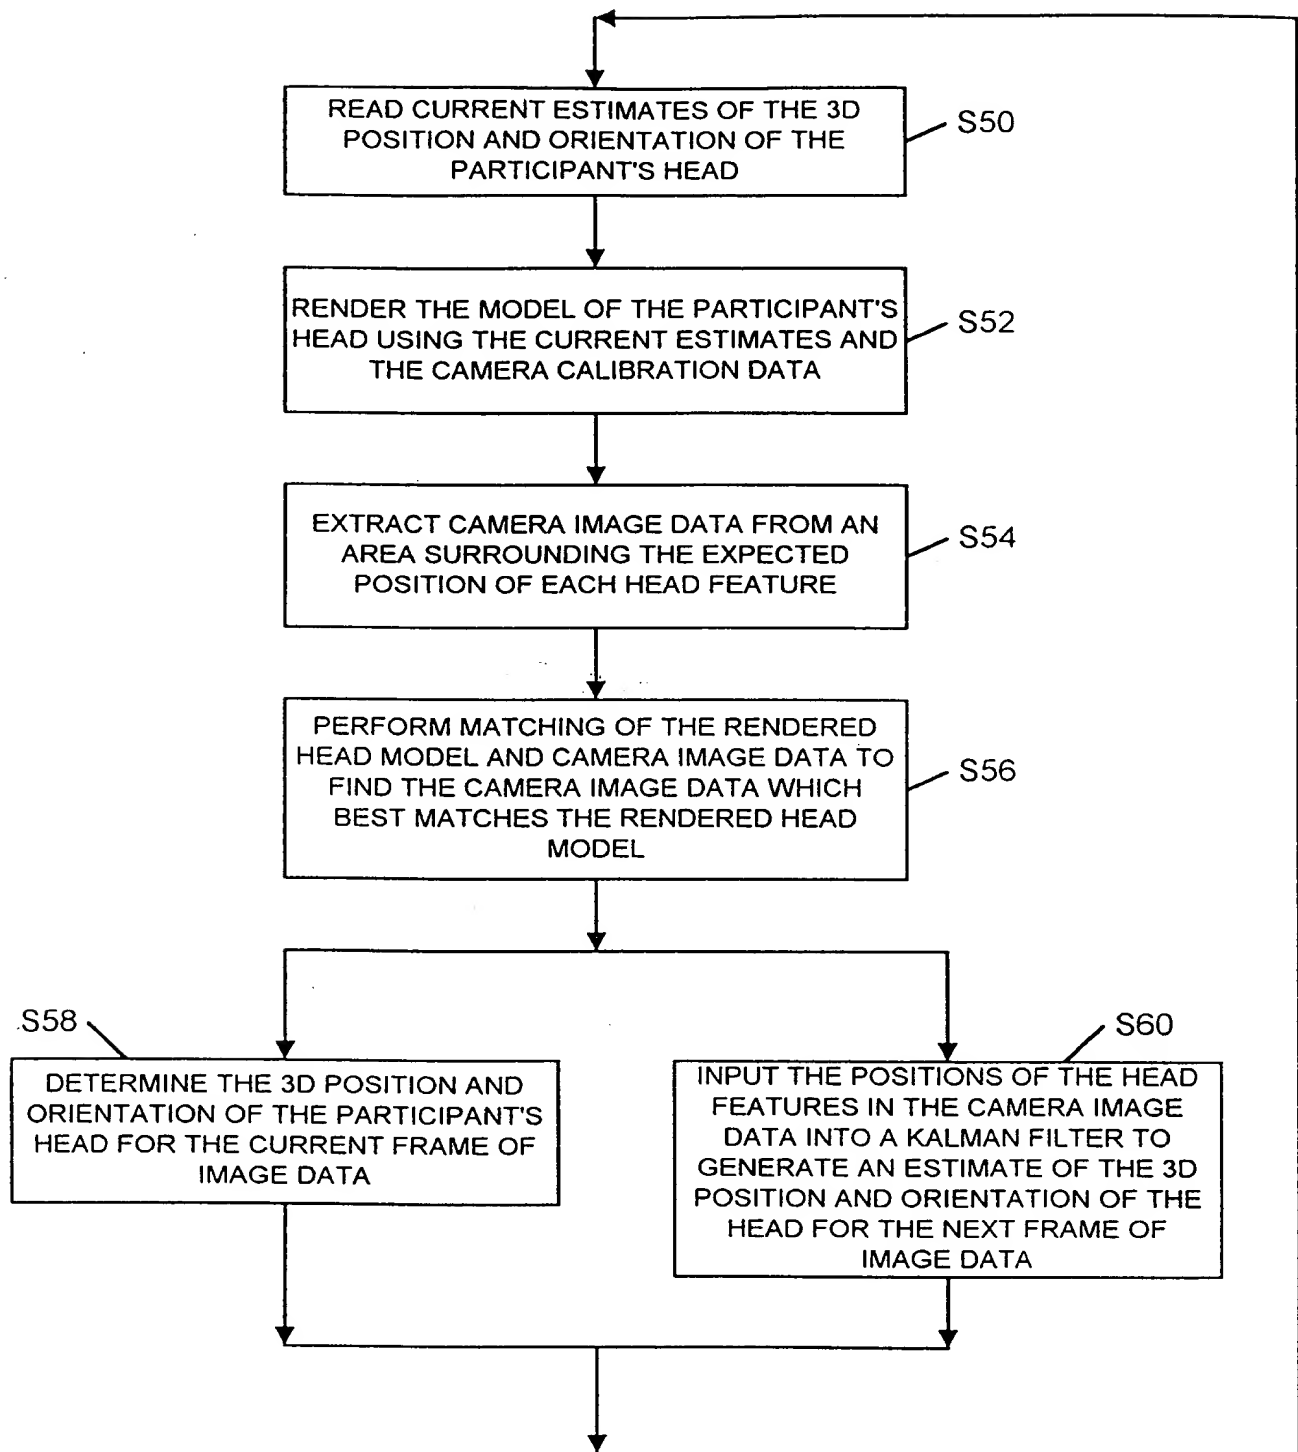 READ CURRENT ESTIMATES OF THE 3D
POSITION AND ORIENTATION OF THE
PARTICIPANT'S HEAD
S50
RENDER THE MODEL OF THE PARTICIPANT'S
HEAD USING THE CURRENT ESTIMATES AND
THE CAMERA CALIBRATION DATA
S52
EXTRACT CAMERA IMAGE DATA FROM AN
AREA SURROUNDING THE EXPECTED
POSITION OF EACH HEAD FEATURE
S54
PERFORM MATCHING OF THE RENDERED
HEAD MODEL AND CAMERA IMAGE DATA TO
FIND THE CAMERA IMAGE DATA WHICH
BEST MATCHES THE RENDERED HEAD
MODEL
S56
S58
DETERMINE THE 3D POSITION AND
ORIENTATION OF THE PARTICIPANT'S
HEAD FOR THE CURRENT FRAME OF
IMAGE DATA
S60
INPUT THE POSITIONS OF THE HEAD
FEATURES IN THE CAMERA IMAGE
DATA INTO A KALMAN FILTER TO
GENERATE AN ESTIMATE OF THE 3D
POSITION AND ORIENTATION OF THE
HEAD FOR THE NEXT FRAME OF
IMAGE DATA